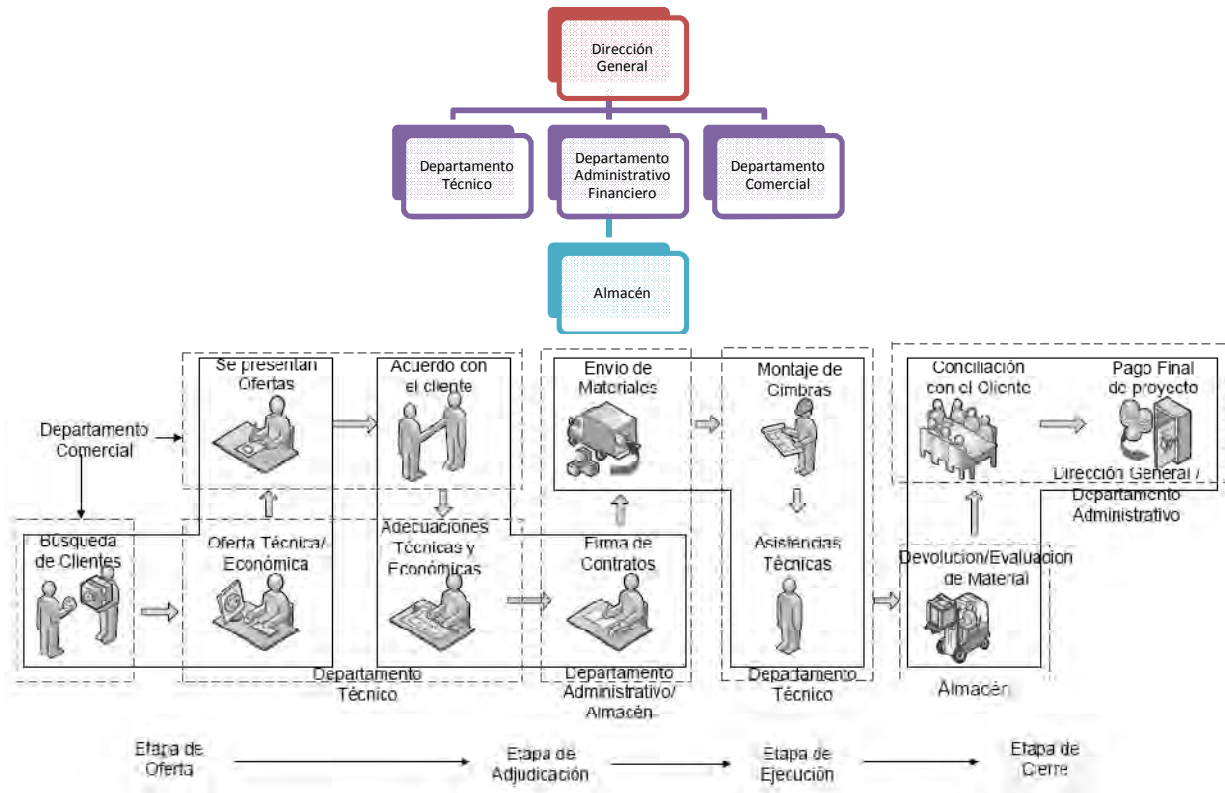 Dirección
General
Departamento
Técnico
Departamento
Administrativo
Financiero
Departamento
Comercial
Almacén
Se presentan
Ofertas
Acuerdo con
el cliente
Envio de
Materiales
Montaje de
Cimbras
Conciliación
con el Cliente
Pago Final
de proyecto
Departamento
Comercial
Dirección General /
Departamento
Administrativo
Búsqueda
de Clientes
Oferta Técnica/
Económica
Adecuaciones
Técnicas y
Económicas
Firma de
Contratos
Asistencias
Técnicas
Devolucion/Evaluacion
de Material
Departamento
Técnico
Departamento
Administrativo/
Almacén
Departamento
Técnico
Almacén
Etapa de
Oferta
Etapa de
Adjudicación
Etapa de
Ejecución
Etapa de
Cierre